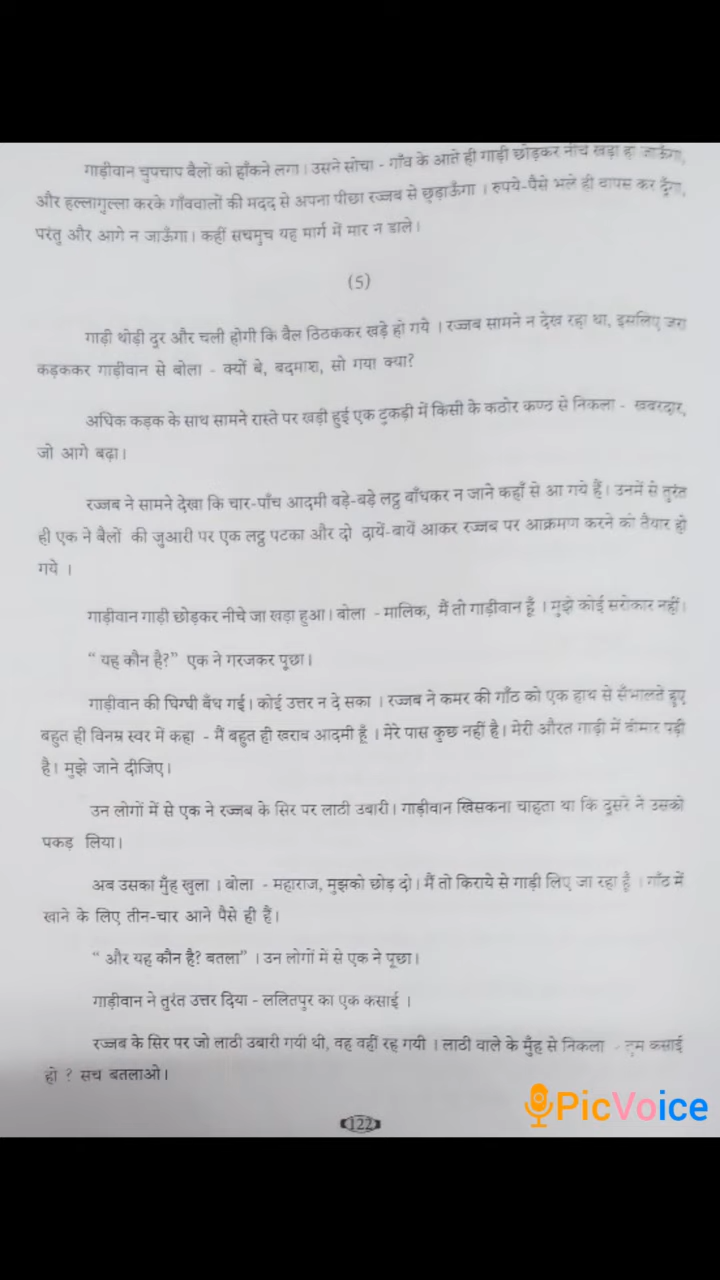 गाड़ीवान चुपचाप बैलों को हाँकने लगा। उसने सोचा - गाँव के आते ही गाड़ी छोड़कर नीचे खड़ा हो जाऊँगा,
और हल्लागुल्ला करके गाँववालों की मदद से अपना पीछा रज्जब से छुड़ाऊँगा । रुपये-पैसे भले ही वापस कर दूँगा,
परंतु और आगे न जाऊँगा। कहीं सचमुच यह मार्ग में मार न डाले।
(5)
गाड़ी थोड़ी दूर और चली होगी कि बैल ठिठककर खड़े हो गये । रज्जब सामने न देख रहा था, इसलिए जरा
कड़ककर गाड़ीवान से बोला - क्यों बे, बदमाश, सो गया क्या?
अधिक कड़क के साथ सामने रास्ते पर खड़ी हुई एक टुकड़ी में किसी के कठोर कण्ठ से निकला - खबरदार,
जो आगे बढ़ा।
रज्जब ने सामने देखा कि चार-पाँच आदमी बड़े-बड़े लट्ठ बाँधकर न जाने कहाँ से आ गये हैं। उनमें से तुरंत
ही एक ने बैलों की जुआरी पर एक लट्ठ पटका और दो दायें-बायें आकर रज्जब पर आक्रमण करने को तैयार हो
गये ।
गाड़ीवान गाड़ी छोड़कर नीचे जा खड़ा हुआ। बोला - मालिक, मैं तो गाड़ीवान हूँ । मुझे कोई सरोकार नहीं।
“ यह कौन है?” एक ने गरजकर पूछा।
गाड़ीवान की घिग्घी बँध गई। कोई उत्तर न दे सका । रज्जब ने कमर की गाँठ को एक हाथ से सँभालते हुए
बहुत ही विनम्र स्वर में कहा - मैं बहुत ही खराब आदमी हूँ । मेरे पास कुछ नहीं है। मेरी औरत गाड़ी में बीमार पड़ी
है। मुझे जाने दीजिए।
उन लोगों में से एक ने रज्जब के सिर पर लाठी उबारी। गाड़ीवान खिसकना चाहता था कि दूसरे ने उसको
पकड़ लिया।
अब उसका मुँह खुला । बोला - महाराज, मुझको छोड़ दो। मैं तो किराये से गाड़ी लिए जा रहा हूँ । गाँठ में
खाने के लिए तीन-चार आने पैसे ही हैं।
“ और यह कौन है? बतला” । उन लोगों में से एक ने पूछा।
गाड़ीवान ने तुरंत उत्तर दिया - ललितपुर का एक कसाई ।
रज्जब के सिर पर जो लाठी उबारी गयी थी, वह वहीं रह गयी । लाठी वाले के मुँह से निकला - तुम कसाई
हो ? सच बतलाओ।
PicVoice
122